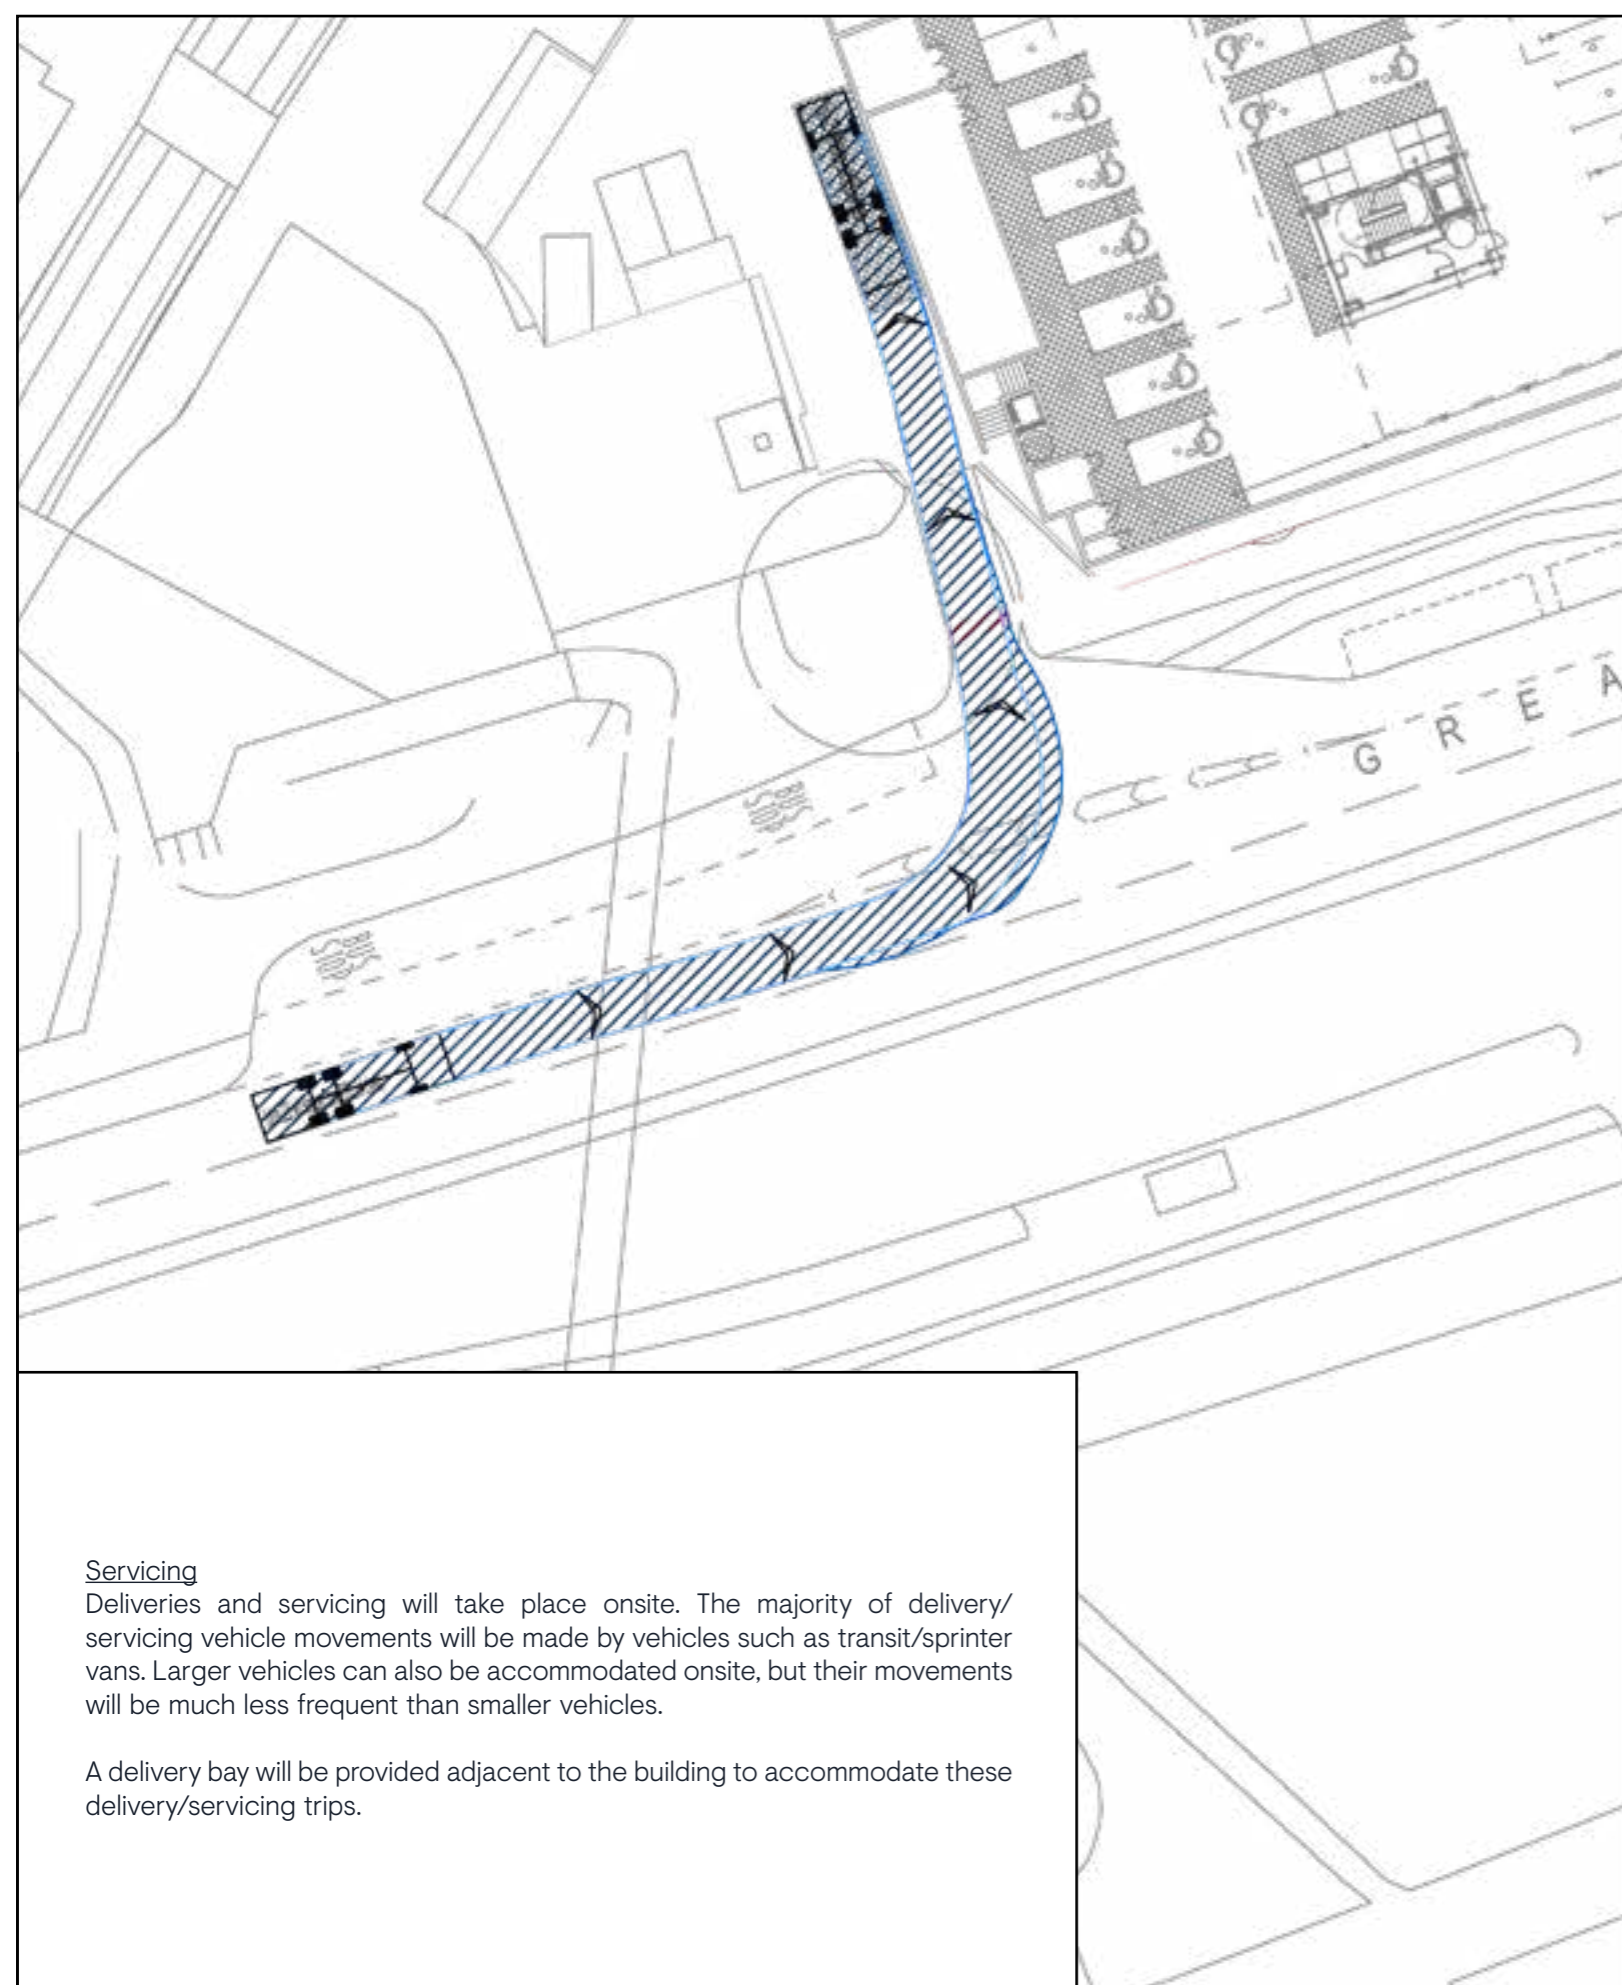 G R E A
BUS
STOP
BUS
STOP
Servicing
Deliveries and servicing will take place onsite. The majority of delivery/
servicing vehicle movements will be made by vehicles such as transit/sprinter
vans. Larger vehicles can also be accommodated onsite, but their movements
will be much less frequent than smaller vehicles.
A delivery bay will be provided adjacent to the building to accommodate these
delivery/servicing trips.